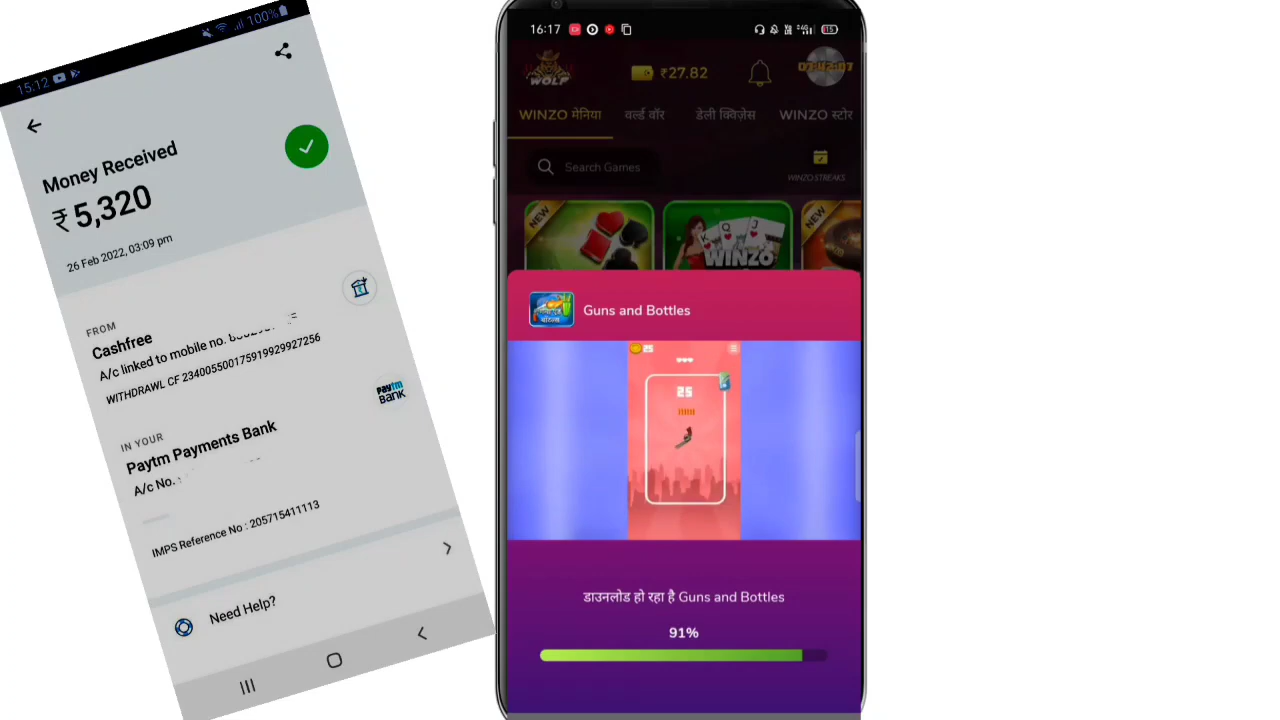 15:12
100%
Money Received
₹5,320
26 Feb 2022, 03:09 pm
FROM
Cashfree
A/c linked to mobile no.
WITHDRAWL CF 234005500175919929927256
IN YOUR
Paytm Payments Bank
A/c No.
paytm
BANK
IMPS Reference No : 205715411113
Need Help?
16:17
WOLF
₹27.82
WINZO मेनिया
वर्ल्ड वॉर
डेली क्विज़ेस
WINZO स्टोर
Search Games
WINZO STREAKS
NEW
K Q J
WINZO
NEW
Guns and Bottles
25
डाउनलोड हो रहा है Guns and Bottles
91%